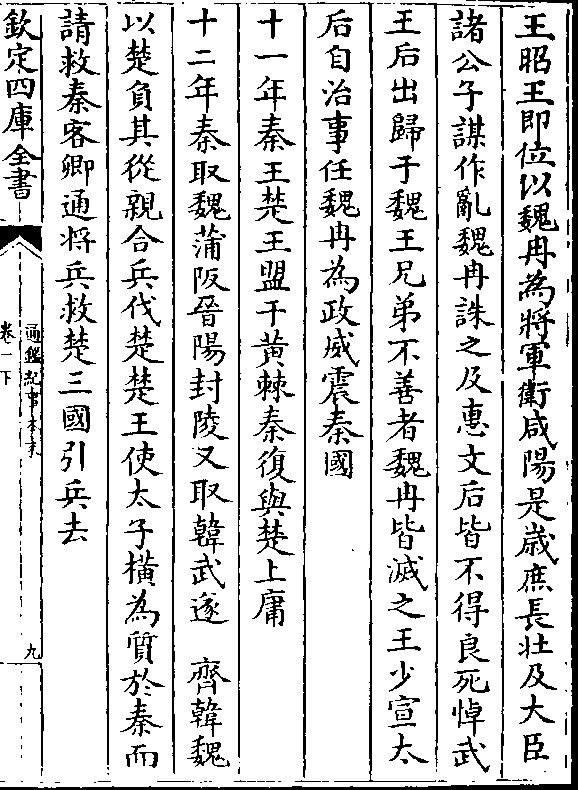 王昭王即位以魏冉為將軍衛咸陽是歲庶長壯及大臣
諸公子謀作亂魏冉誅之及惠文后皆不得良死悼武
王后出歸于魏王兄弟不善者魏冉皆滅之王少宣太
后自治事任魏冉為政威震秦國
十一年秦王楚王盟于黃棘秦復與楚上庸
十二年秦取魏蒲阪晉陽封陵又取韓武遂　齊韓魏
以楚負其從親合兵伐楚楚王使太子橫為質於秦而
請救秦客卿通將兵救楚三國引兵去
欽定四庫全書
通鑑紀事本末
卷一下
九